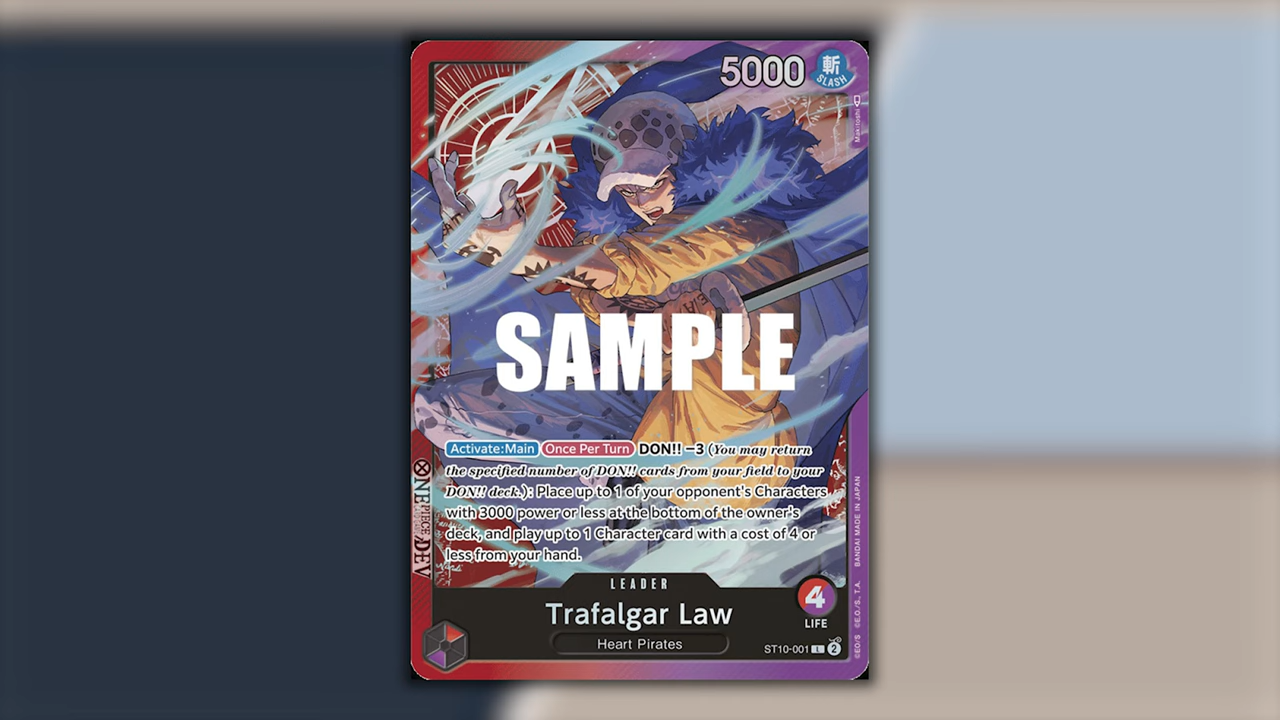 5000
斬
SLASH
Makitoshi
SAMPLE
Activate:Main Once Per Turn DON!! −3 (You may return
the specified number of DON!! cards from your field to your
DON!! deck.): Place up to 1 of your opponent's Characters
with 3000 power or less at the bottom of the owner's
deck, and play up to 1 Character card with a cost of 4 or
less from your hand.
LEADER
Trafalgar Law
Heart Pirates
4
LIFE
ST10-001 L 2
©E.O/S ©E.O./S., T.A. BANDAI MADE IN JAPAN